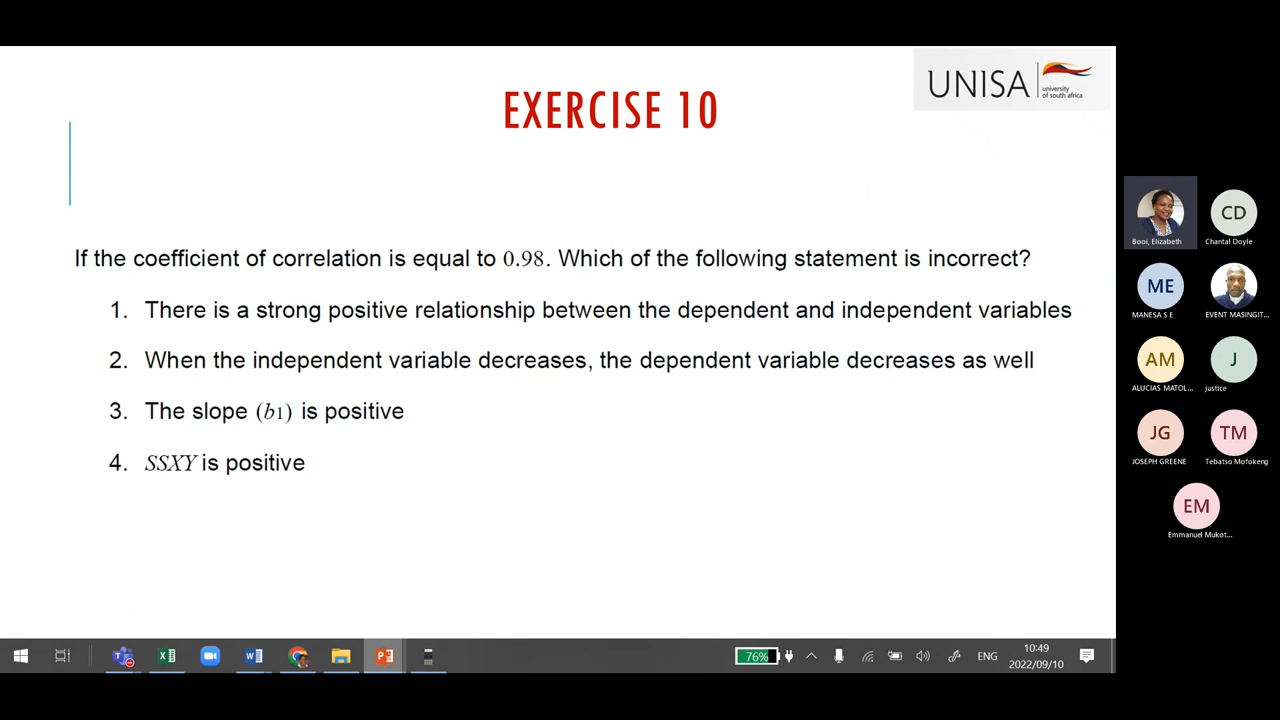 EXERCISE 10
UNISA
university
of south africa
If the coefficient of correlation is equal to 0.98. Which of the following statement is incorrect?
1. There is a strong positive relationship between the dependent and independent variables
2. When the independent variable decreases, the dependent variable decreases as well
3. The slope (b1) is positive
4. SSXY is positive
Booi, Elizabeth
CD
Chantal Doyle
ME
MANESA S E
EVENT MASINGIT...
AM
ALUCIAS MATOL...
J
justice
JG
JOSEPH GREENE
TM
Tebatso Mofokeng
EM
Emmanuel Mukot...
76%
ENG
10:49
2022/09/10